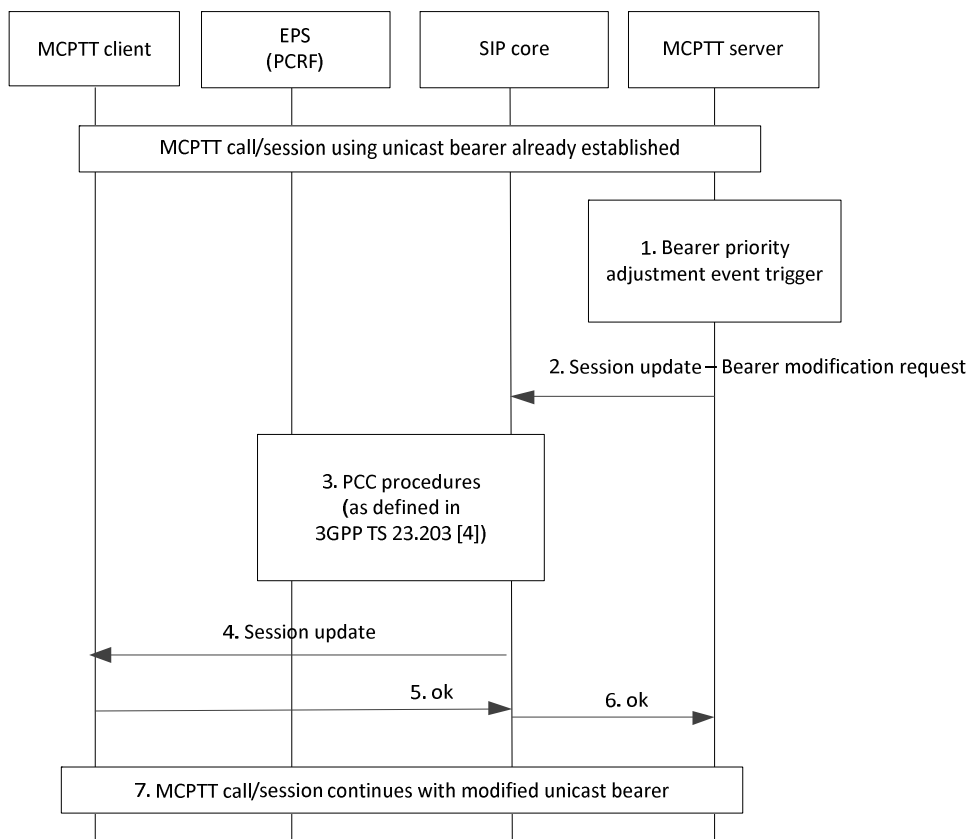 MCPTT client
EPS
(PCRF)
SIP core
MCPTT server
MCPTT call/session using unicast bearer already established
1. Bearer priority
adjustment event trigger
2. Session update – Bearer modification request
3. PCC procedures
(as defined in
3GPP TS 23.203 [4])
4. Session update
5. ok
6. ok
7. MCPTT call/session continues with modified unicast bearer